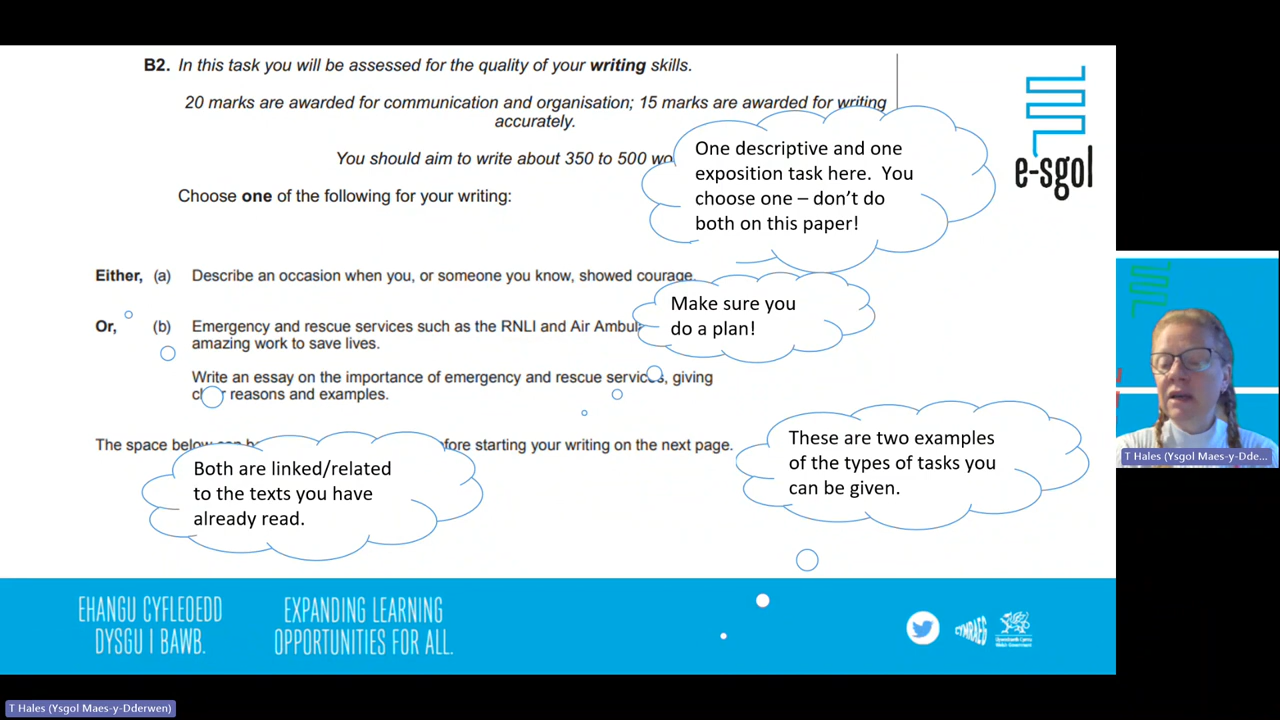 B2. In this task you will be assessed for the quality of your writing skills.
20 marks are awarded for communication and organisation; 15 marks are awarded for writing
accurately.
You should aim to write about 350 to 500 wo
Choose one of the following for your writing:
One descriptive and one
exposition task here. You
choose one – don't do
both on this paper!
e-sgol
Either, (a) Describe an occasion when you, or someone you know, showed courage.
Make sure you
do a plan!
Or, (b) Emergency and rescue services such as the RNLI and Air Ambul
amazing work to save lives.
Write an essay on the importance of emergency and rescue services, giving
reasons and examples.
The space below fore starting your writing on the next page.
Both are linked/related
to the texts you have
already read.
These are two examples
of the types of tasks you
can be given.
T Hales (Ysgol Maes-y-Dde...
EHANGU CYFLEOEDD
DYSGU I BAWB.
EXPANDING LEARNING
OPPORTUNITIES FOR ALL.
CYMRAEG
T Hales (Ysgol Maes-y-Dderwen)